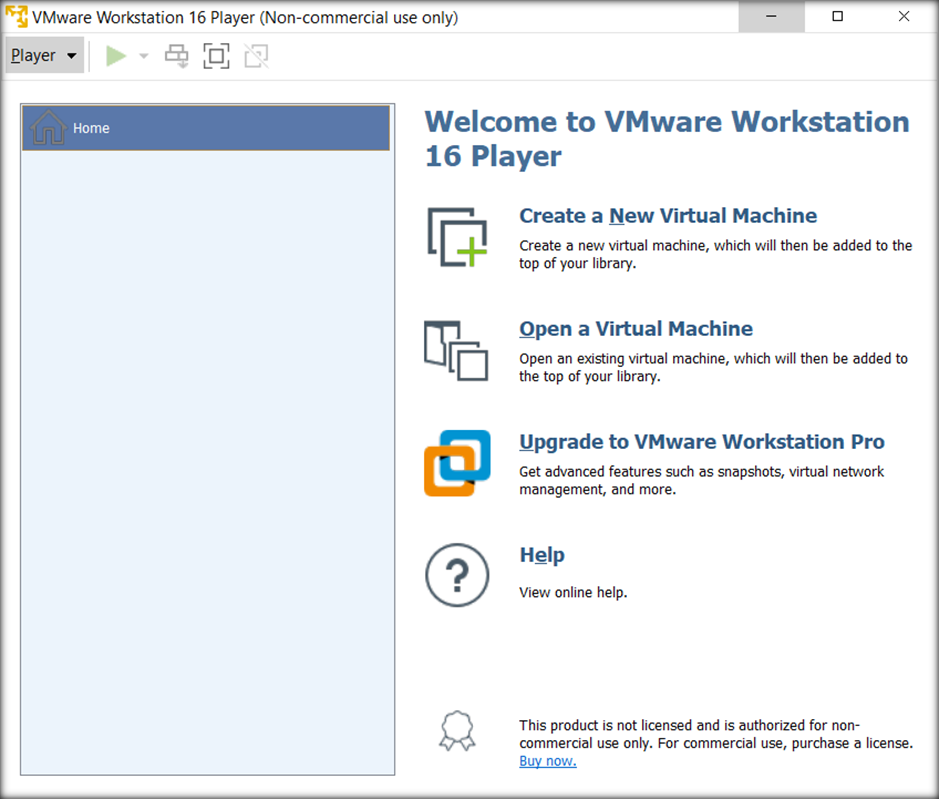 VMware Workstation 16 Player (Non-commercial use only)
Player
Home
Welcome to VMware Workstation
16 Player
Create a New Virtual Machine
Create a new virtual machine, which will then be added to the
top of your library.
Open a Virtual Machine
Open an existing virtual machine, which will then be added to
the top of your library.
Upgrade to VMware Workstation Pro
Get advanced features such as snapshots, virtual network
management, and more.
Help
View online help.
This product is not licensed and is authorized for non-
commercial use only. For commercial use, purchase a license.
Buy now.